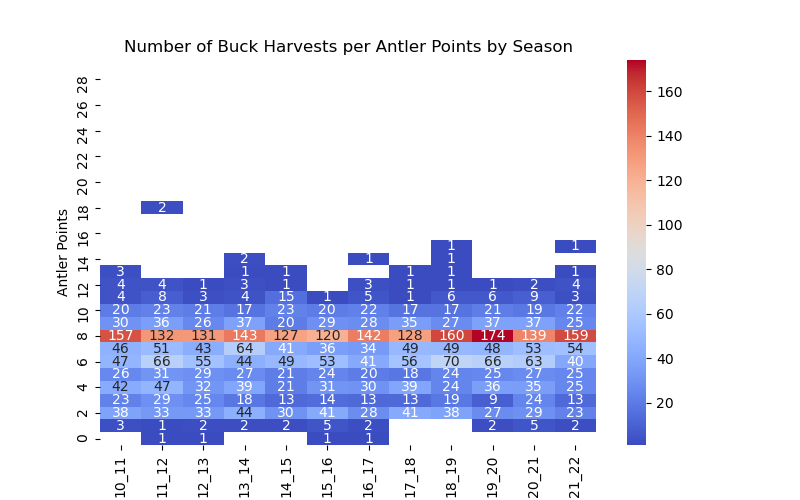 Number of Buck Harvests per Antler Points by Season
Antler Points
28
26
24
22
20
18 2
16
1 1
14 2 1 1
3 1 1 1 1 1
12 4 4 1 3 1 3 1 1 1 2 4
4 8 3 4 15 1 5 1 6 6 9 3
10 20 23 21 17 23 20 22 17 17 21 19 22
30 36 26 37 20 29 28 35 27 37 37 25
8 157 132 131 143 127 120 142 128 160 174 139 159
46 51 43 64 41 36 34 49 49 48 53 54
6 47 66 55 44 49 53 41 56 70 66 63 40
26 31 29 27 21 24 20 18 24 25 27 25
4 42 47 32 39 21 31 30 39 24 36 35 25
23 29 25 18 13 14 13 13 19 9 24 13
2 38 33 33 44 30 41 28 41 38 27 29 23
3 1 2 2 2 5 2 2 5 2
0 1 1 1 1
10_11 11_12 12_13 13_14 14_15 15_16 16_17 17_18 18_19 19_20 20_21 21_22
160
140
120
100
80
60
40
20